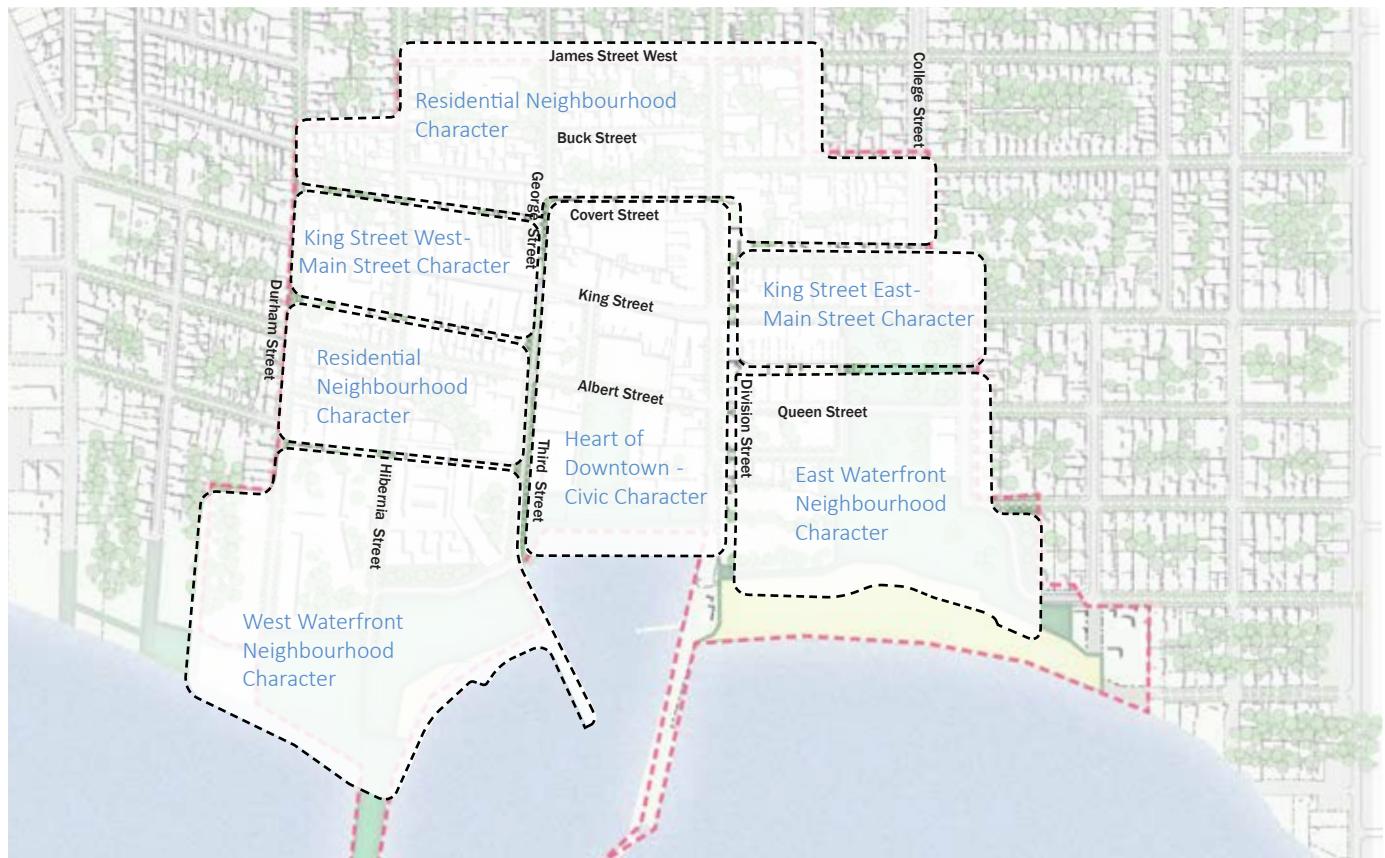 James Street West
College Street
Residential Neighbourhood
Character
Buck Street
George Street
Covert Street
King Street West-
Main Street Character
Durham Street
King Street
King Street East-
Main Street Character
Residential
Neighbourhood
Character
Albert Street
Division Street
Queen Street
Third Street
Heart of
Downtown -
Civic Character
Hibernia Street
East Waterfront
Neighbourhood
Character
West Waterfront
Neighbourhood
Character